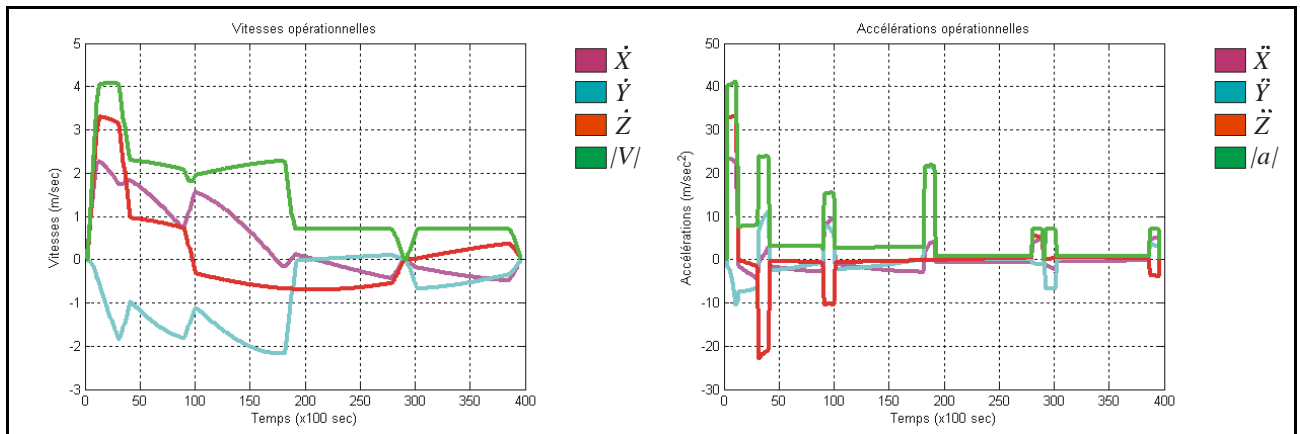 Vitesses opérationnelles
5
4
3
2
1
0
-1
-2
-3
Vitesses (m/sec)
0 50 100 150 200 250 300 350 400
Temps (x100 sec)
Ẋ
Ẏ
Ż
|V|
Accélérations opérationnelles
50
40
30
20
10
0
-10
-20
-30
Accélérations (m/sec²)
0 50 100 150 200 250 300 350 400
Temps (x100 sec)
Ẍ
Ÿ
Z̈
|a|